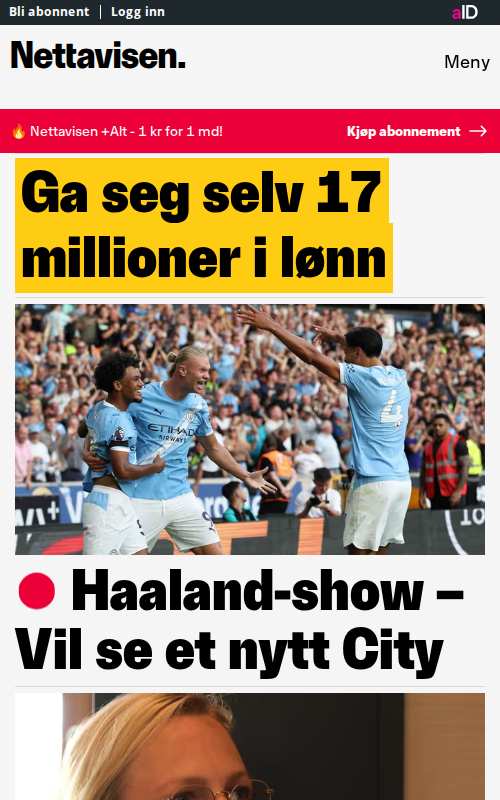 Bli abonnent | Logg inn
aID
Nettavisen.
Meny
🔥 Nettavisen +Alt - 1 kr for 1 md!
Kjøp abonnement →
Ga seg selv 17
millioner i lønn
ETIHAD
AIRWAYS
4
9
Haaland-show –
Vil se et nytt City